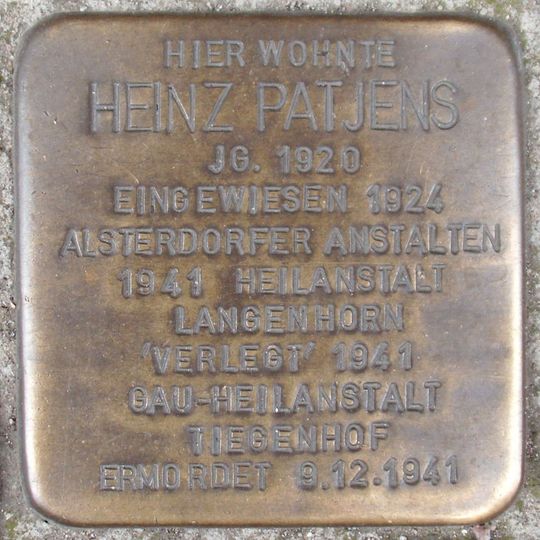 HIER WOHNTE
HEINZ PATJENS
JG. 1920
EINGEWIESEN 1924
ALSTERDORFER ANSTALTEN
1941 HEILANSTALT
LANGENHORN
'VERLEGT' 1941
GAU-HEILANSTALT
TIEGENHOF
ERMORDET 9.12.1941